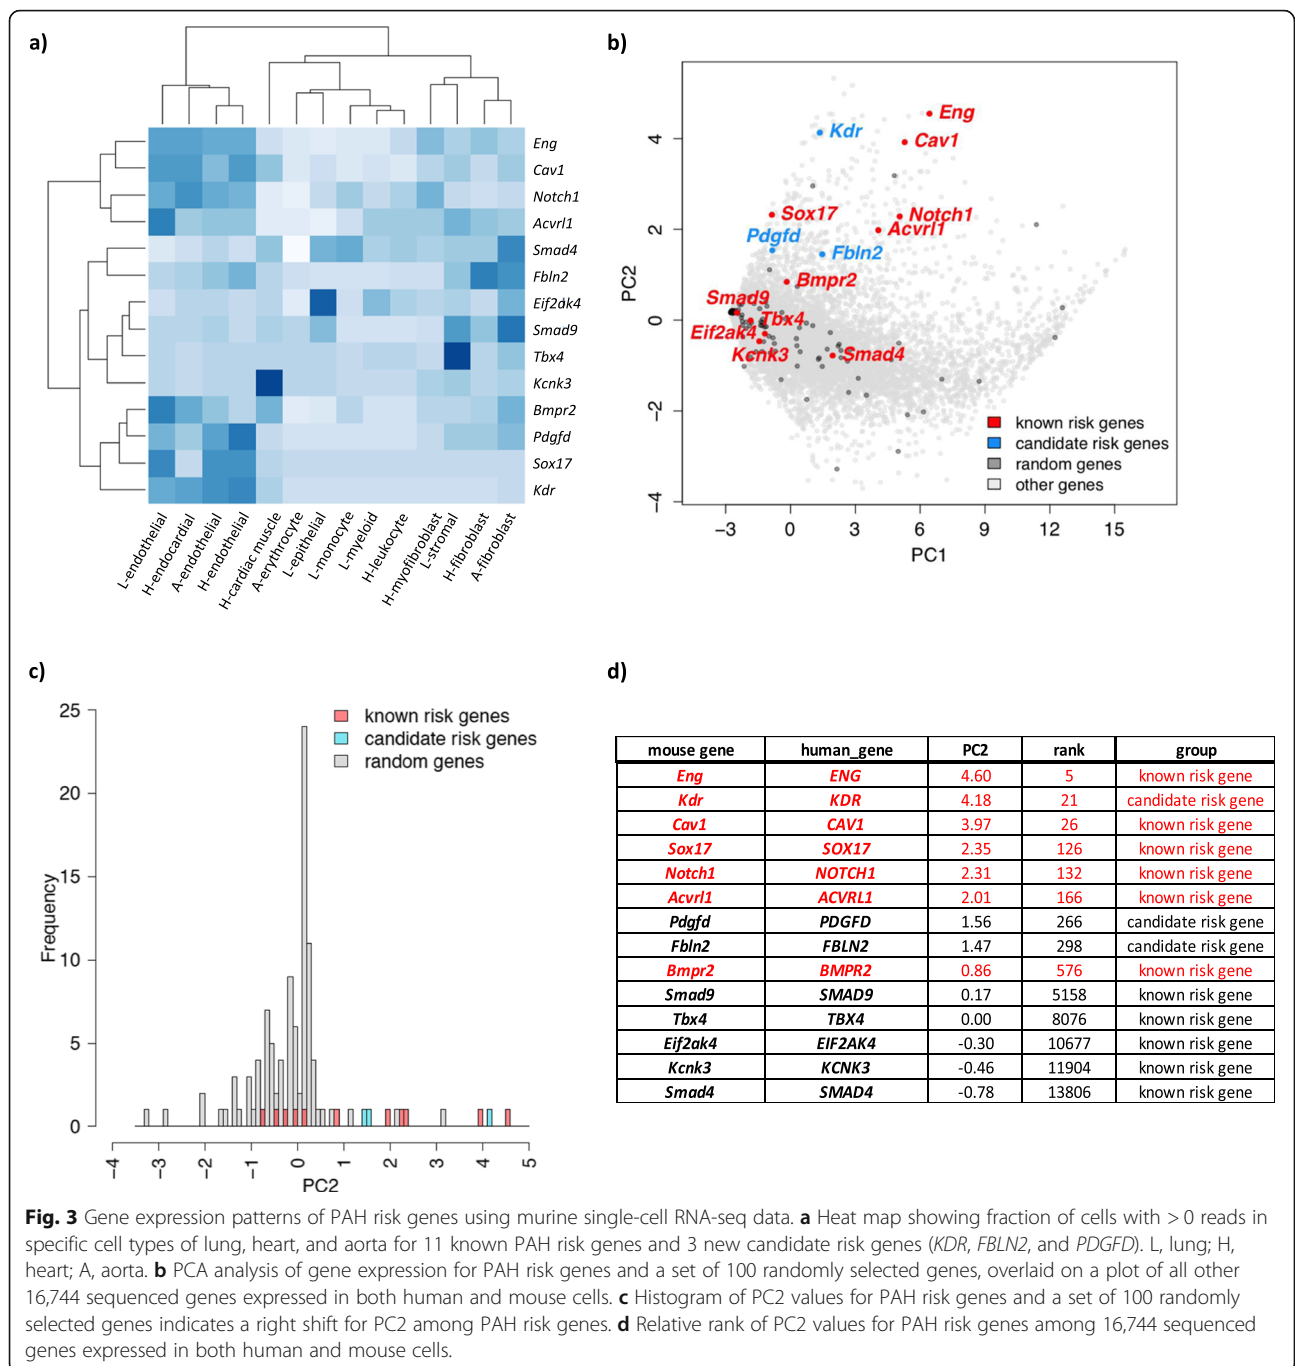 a)
Eng
Cav1
Notch1
Acvrl1
Smad4
Fbln2
Eif2ak4
Smad9
Tbx4
Kcnk3
Bmpr2
Pdgfd
Sox17
Kdr
L-endothelial
H-endocardial
A-endothelial
H-endothelial
H-cardiac muscle
A-erythrocyte
L-epithelial
L-monocyte
L-myeloid
H-leukocyte
H-myofibroblast
L-stromal
H-fibroblast
A-fibroblast
b)
PC2
4
2
0
−2
−4
Eng
Kdr
Cav1
Sox17
Notch1
Acvrl1
Pdgfd
Fbln2
Bmpr2
Smad9
Tbx4
Eif2ak4
Kcnk3
Smad4
known risk genes
candidate risk genes
random genes
other genes
−3 0 3 6 9 12 15
PC1
c)
Frequency
25
20
15
10
5
0
known risk genes
candidate risk genes
random genes
−4 −3 −2 −1 0 1 2 3 4 5
PC2
d)
mouse gene human_gene PC2 rank group
Eng ENG 4.60 5 known risk gene
Kdr KDR 4.18 21 candidate risk gene
Cav1 CAV1 3.97 26 known risk gene
Sox17 SOX17 2.35 126 known risk gene
Notch1 NOTCH1 2.31 132 known risk gene
Acvrl1 ACVRL1 2.01 166 known risk gene
Pdgfd PDGFD 1.56 266 candidate risk gene
Fbln2 FBLN2 1.47 298 candidate risk gene
Bmpr2 BMPR2 0.86 576 known risk gene
Smad9 SMAD9 0.17 5158 known risk gene
Tbx4 TBX4 0.00 8076 known risk gene
Eif2ak4 EIF2AK4 -0.30 10677 known risk gene
Kcnk3 KCNK3 -0.46 11904 known risk gene
Smad4 SMAD4 -0.78 13806 known risk gene
Fig. 3 Gene expression patterns of PAH risk genes using murine single-cell RNA-seq data. a Heat map showing fraction of cells with > 0 reads in
specific cell types of lung, heart, and aorta for 11 known PAH risk genes and 3 new candidate risk genes (KDR, FBLN2, and PDGFD). L, lung; H,
heart; A, aorta. b PCA analysis of gene expression for PAH risk genes and a set of 100 randomly selected genes, overlaid on a plot of all other
16,744 sequenced genes expressed in both human and mouse cells. c Histogram of PC2 values for PAH risk genes and a set of 100 randomly
selected genes indicates a right shift for PC2 among PAH risk genes. d Relative rank of PC2 values for PAH risk genes among 16,744 sequenced
genes expressed in both human and mouse cells.